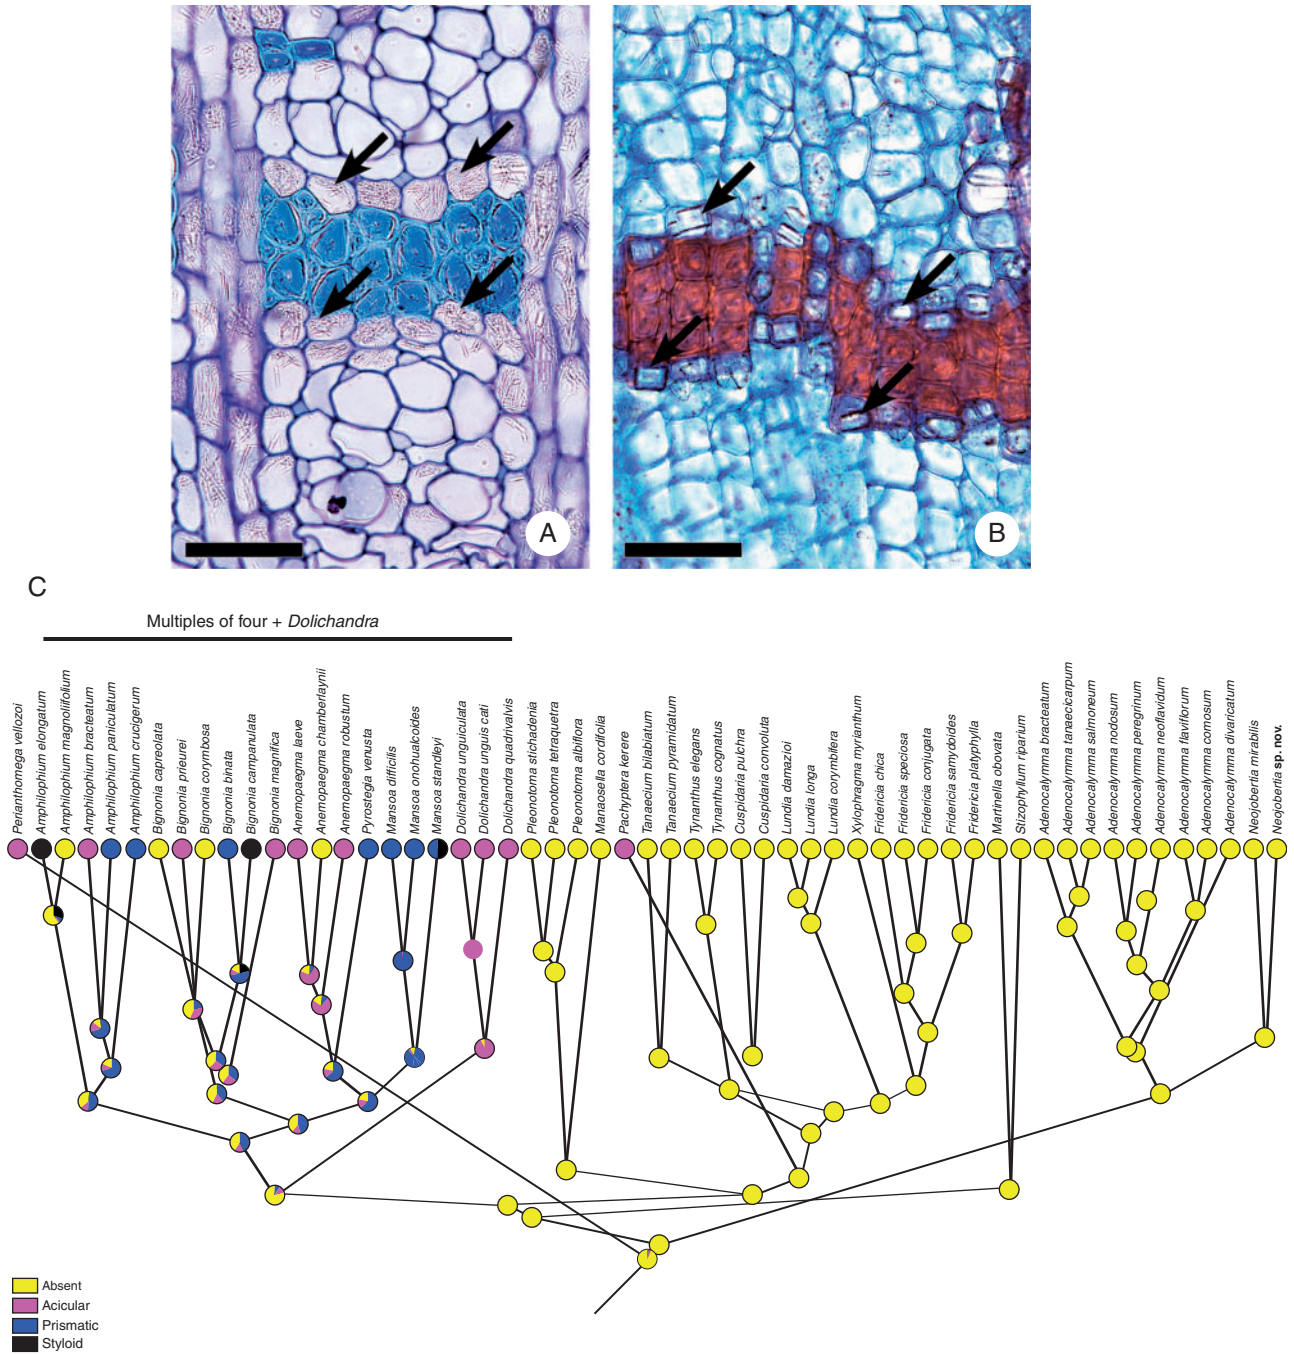 A
B
C
Multiples of four + Dolichandra
Perianthomega vellozoi
Amphilophium elongatum
Amphilophium magnoliifolium
Amphilophium bracteatum
Amphilophium paniculatum
Amphilophium crucigerum
Bignonia capreolata
Bignonia prieurei
Bignonia corymbosa
Bignonia binata
Bignonia campanulata
Bignonia magnifica
Anemopaegma laeve
Anemopaegma chamberlaynii
Anemopaegma robustum
Pyrostegia venusta
Mansoa difficilis
Mansoa onohualcoides
Mansoa standleyi
Dolichandra unguiculata
Dolichandra unguis cati
Dolichandra quadrivalvis
Pleonotoma stichadenia
Pleonotoma tetraquetra
Pleonotoma albiflora
Manaosella cordifolia
Pachyptera kerere
Tanaecium bilabiatum
Tanaecium pyramidatum
Tynanthus elegans
Tynanthus cognatus
Cuspidaria pulchra
Cuspidaria convoluta
Lundia damazioi
Lundia longa
Lundia corymbifera
Xylophragma myrianthum
Fridericia chica
Fridericia speciosa
Fridericia conjugata
Fridericia samydoides
Fridericia platyphylla
Martinella obovata
Stizophyllum riparium
Adenocalymma bracteatum
Adenocalymma tanaecicarpum
Adenocalymma salmoneum
Adenocalymma nodosum
Adenocalymma peregrinum
Adenocalymma neoflavidum
Adenocalymma flaviflorum
Adenocalymma comosum
Adenocalymma divaricatum
Neojobertia mirabilis
Neojobertia sp. nov.
Absent
Acicular
Prismatic
Styloid